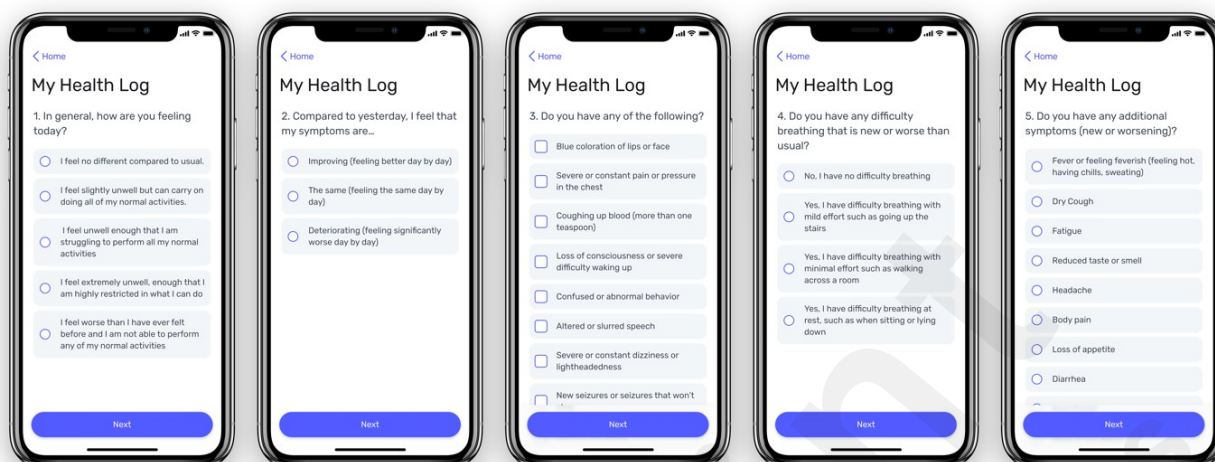 Home
My Health Log
1. In general, how are you feeling
today?
I feel no different compared to usual.
I feel slightly unwell but can carry on
doing all of my normal activities.
I feel unwell enough that I am
struggling to perform all my normal
activities
I feel extremely unwell, enough that I
am highly restricted in what I can do
I feel worse than I have ever felt
before and I am not able to perform
any of my normal activities
Next
Home
My Health Log
2. Compared to yesterday, I feel that
my symptoms are...
Improving (feeling better day by day)
The same (feeling the same day by
day)
Deteriorating (feeling significantly
worse day by day)
Next
Home
My Health Log
3. Do you have any of the following?
Blue coloration of lips or face
Severe or constant pain or pressure
in the chest
Coughing up blood (more than one
teaspoon)
Loss of consciousness or severe
difficulty waking up
Confused or abnormal behavior
Altered or slurred speech
Severe or constant dizziness or
lightheadedness
New seizures or seizures that won't
Next
Home
My Health Log
4. Do you have any difficulty
breathing that is new or worse than
usual?
No, I have no difficulty breathing
Yes, I have difficulty breathing with
mild effort such as going up the
stairs
Yes, I have difficulty breathing with
minimal effort such as walking
across a room
Yes, I have difficulty breathing at
rest, such as when sitting or lying
down
Next
Home
My Health Log
5. Do you have any additional
symptoms (new or worsening)?
Fever or feeling feverish (feeling hot,
having chills, sweating)
Dry Cough
Fatigue
Reduced taste or smell
Headache
Body pain
Loss of appetite
Diarrhea
Next